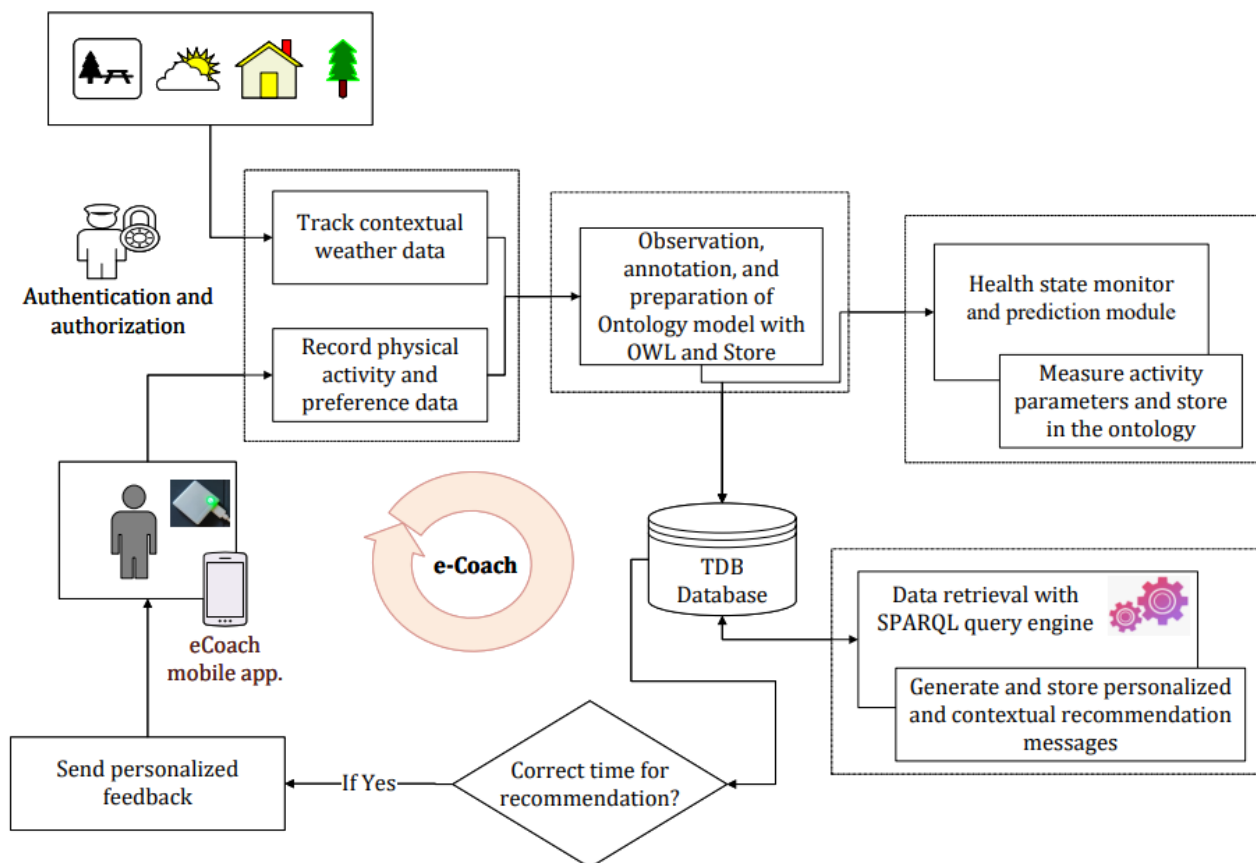 Track contextual
weather data
Authentication and
authorization
Record physical
activity and
preference data
Observation,
annotation, and
preparation of
Ontology model with
OWL and Store
Health state monitor
and prediction module
Measure activity
parameters and store
in the ontology
e-Coach
TDB
Database
Data retrieval with
SPARQL query engine
Generate and store personalized
and contextual recommendation
messages
eCoach
mobile app.
Send personalized
feedback
If Yes
Correct time for
recommendation?